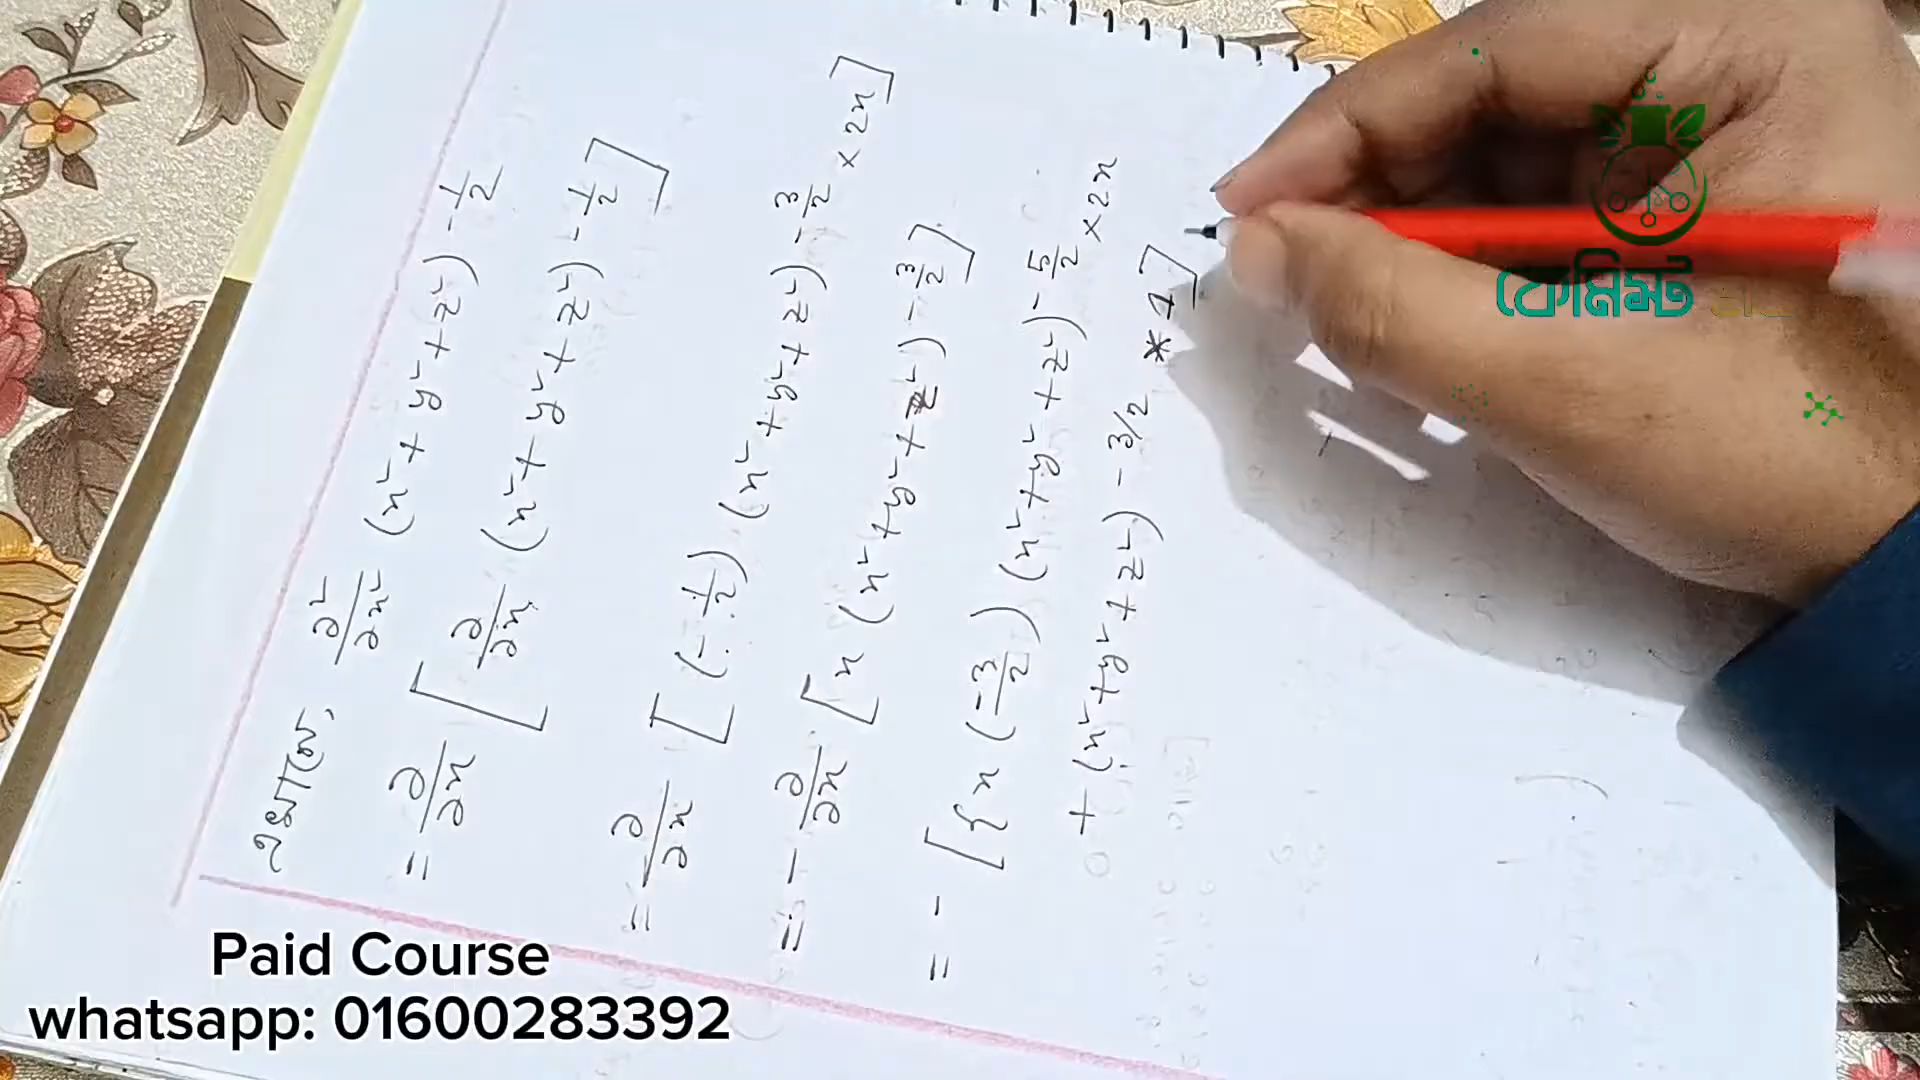 এখানে, ∂²/∂x² (x² + y² + z²)^-1/2
= ∂/∂x [ ∂/∂x (x² + y² + z²)^-1/2 ]
= ∂/∂x [ (-1/2) (x² + y² + z²)^-3/2 × 2x ]
= - ∂/∂x [ x (x² + y² + z²)^-3/2 ]
= - [ { x (-3/2) (x² + y² + z²)^-5/2 × 2x
+ (x² + y² + z²)^-3/2 * 1 ]
কেমিস্ট
Paid Course
whatsapp: 01600283392